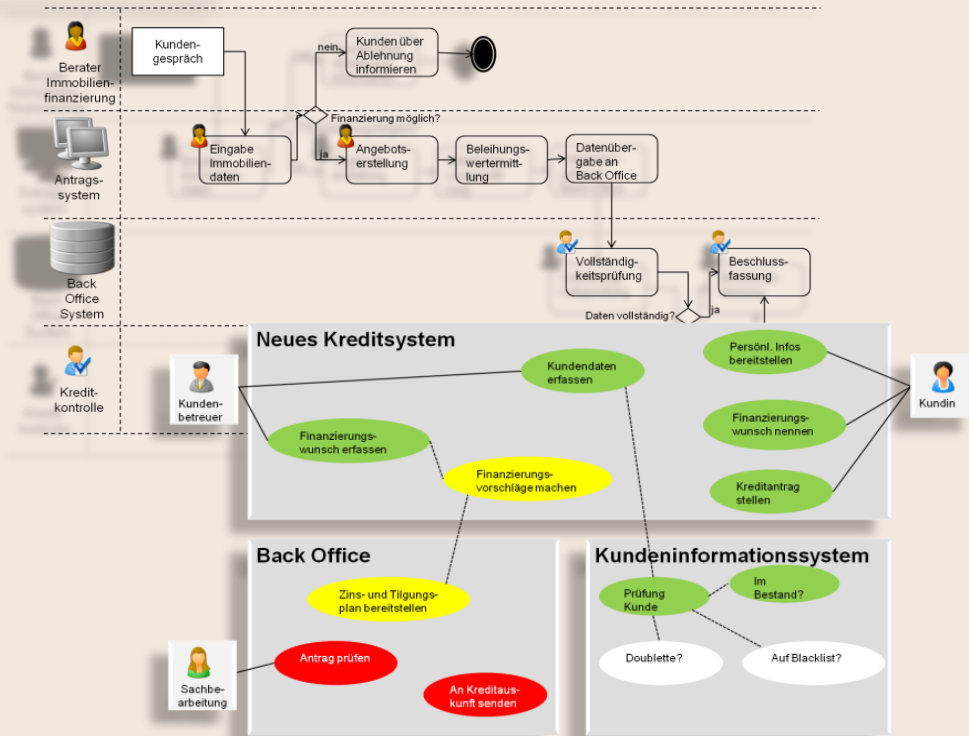 Kunden-
gespräch
nein
Kunden über
Ablehnung
informieren
Berater
Immobilien-
finanzierung
Finanzierung möglich?
ja
Eingabe
Immobilien-
daten
Angebots-
erstellung
Beleihungs-
wertermitt-
lung
Datenüber-
gabe an
Back Office
Antrags-
system
Vollständig-
keitsprüfung
Beschluss-
fassung
Daten vollständig?
ja
Back
Office
System
Kredit-
kontrolle
Neues Kreditsystem
Kunden-
betreuer
Kundendaten
erfassen
Persönl. Infos
bereitstellen
Kundin
Finanzierungs-
wunsch erfassen
Finanzierungs-
wunsch nennen
Finanzierungs-
vorschläge machen
Kreditantrag
stellen
Back Office
Zins- und Tilgungs-
plan bereitstellen
Antrag prüfen
An Kreditaus-
kunft senden
Sachbe-
arbeitung
Kundeninformationssystem
Prüfung
Kunde
Im
Bestand?
Doublette?
Auf Blacklist?